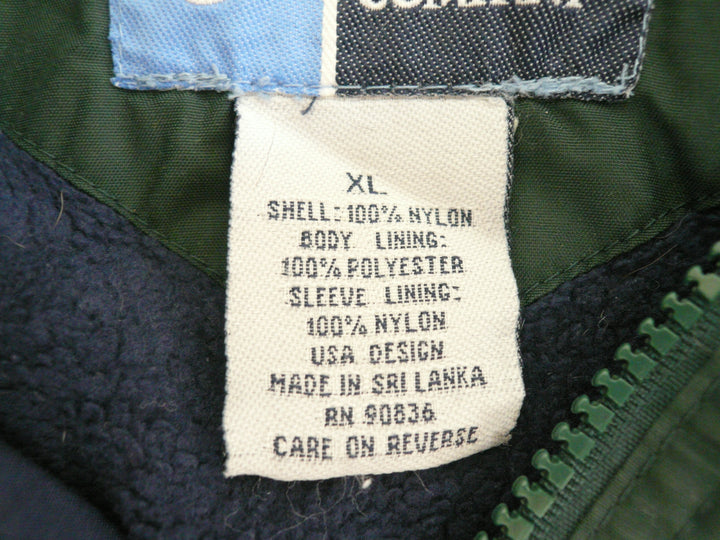 XL
SHELL: 100% NYLON
BODY LINING:
100% POLYESTER
SLEEVE LINING:
100% NYLON
USA DESIGN
MADE IN SRI LANKA
RN 90836
CARE ON REVERSE